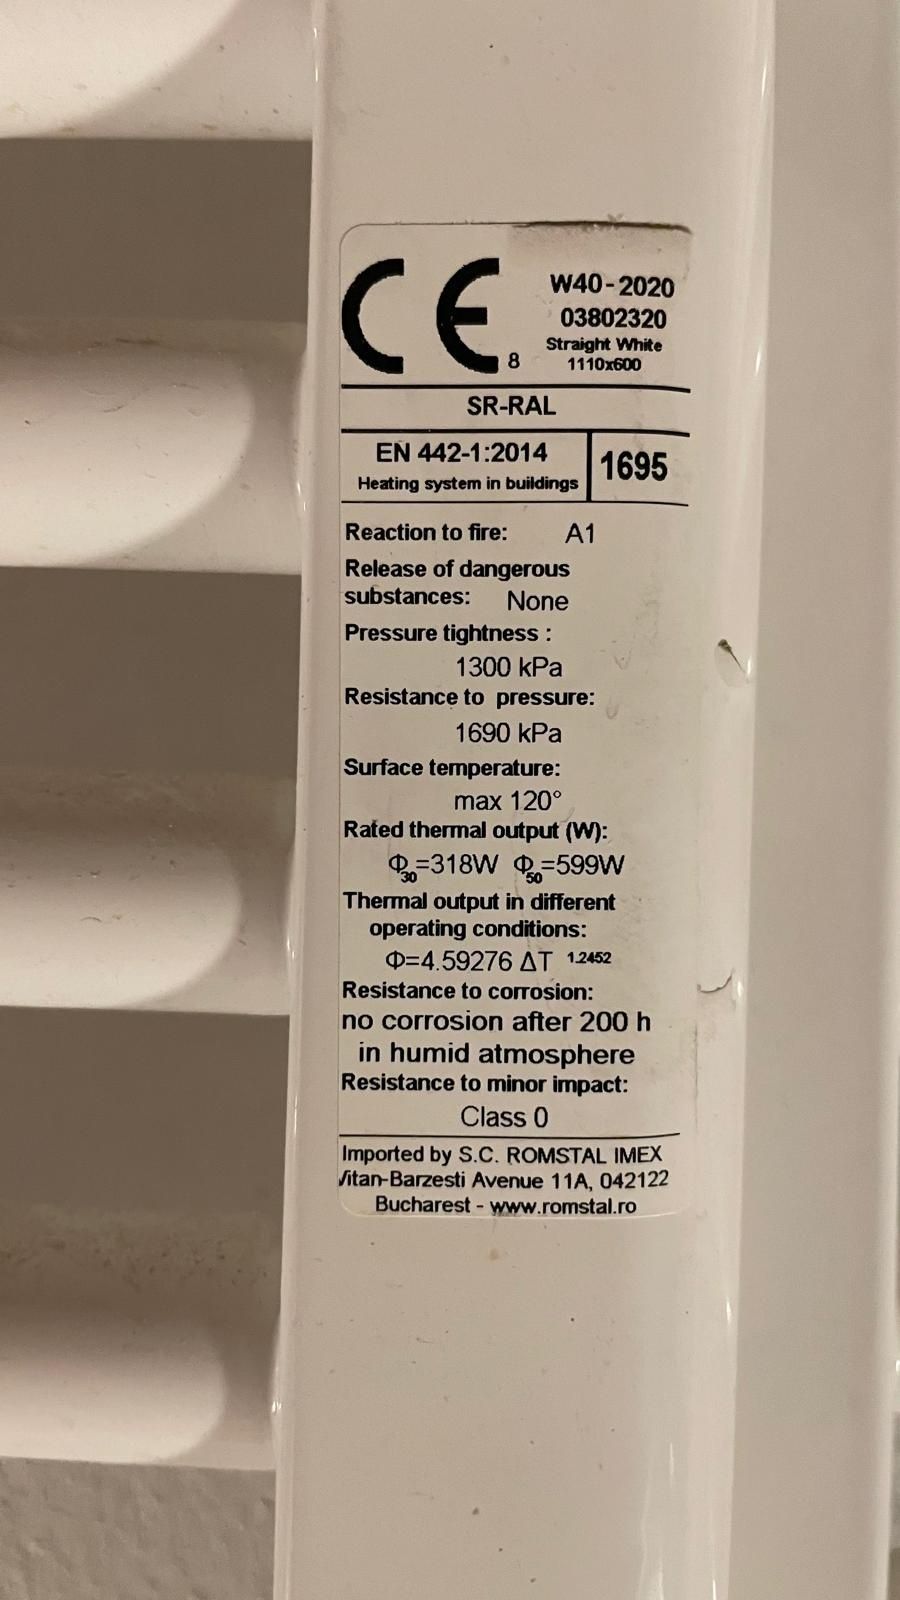 CE 8
W40-2020
03802320
Straight White
1110x600
SR-RAL
EN 442-1:2014
Heating system in buildings
1695
Reaction to fire: A1
Release of dangerous
substances: None
Pressure tightness :
1300 kPa
Resistance to pressure:
1690 kPa
Surface temperature:
max 120°
Rated thermal output (W):
Φ30=318W Φ50=599W
Thermal output in different
operating conditions:
Φ=4.59276 ΔT 1.2452
Resistance to corrosion:
no corrosion after 200 h
in humid atmosphere
Resistance to minor impact:
Class 0
Imported by S.C. ROMSTAL IMEX
Vitan-Barzesti Avenue 11A, 042122
Bucharest - www.romstal.ro